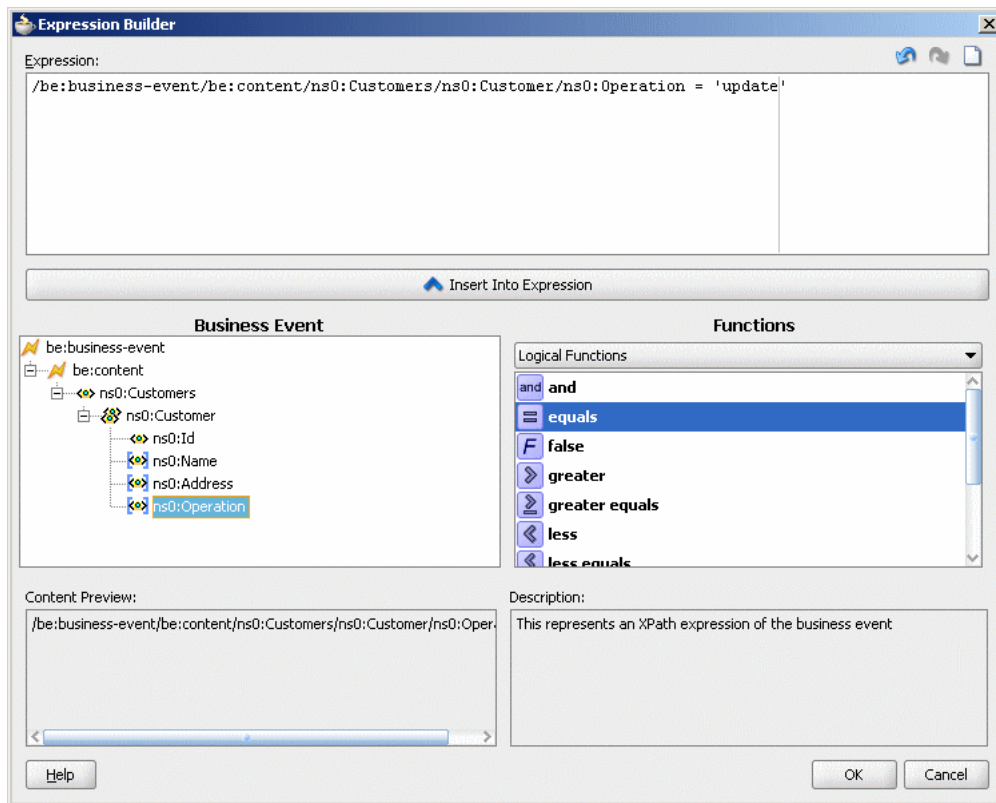 Expression Builder
Expression:
/be:business-event/be:content/ns0:Customers/ns0:Customer/ns0:Operation = 'update'
Insert Into Expression
Business Event
be:business-event
be:content
ns0:Customers
ns0:Customer
ns0:Id
ns0:Name
ns0:Address
ns0:Operation
Functions
Logical Functions
and and
= equals
F false
greater
greater equals
less
less equals
Content Preview:
/be:business-event/be:content/ns0:Customers/ns0:Customer/ns0:Oper
Description:
This represents an XPath expression of the business event
Help
OK
Cancel